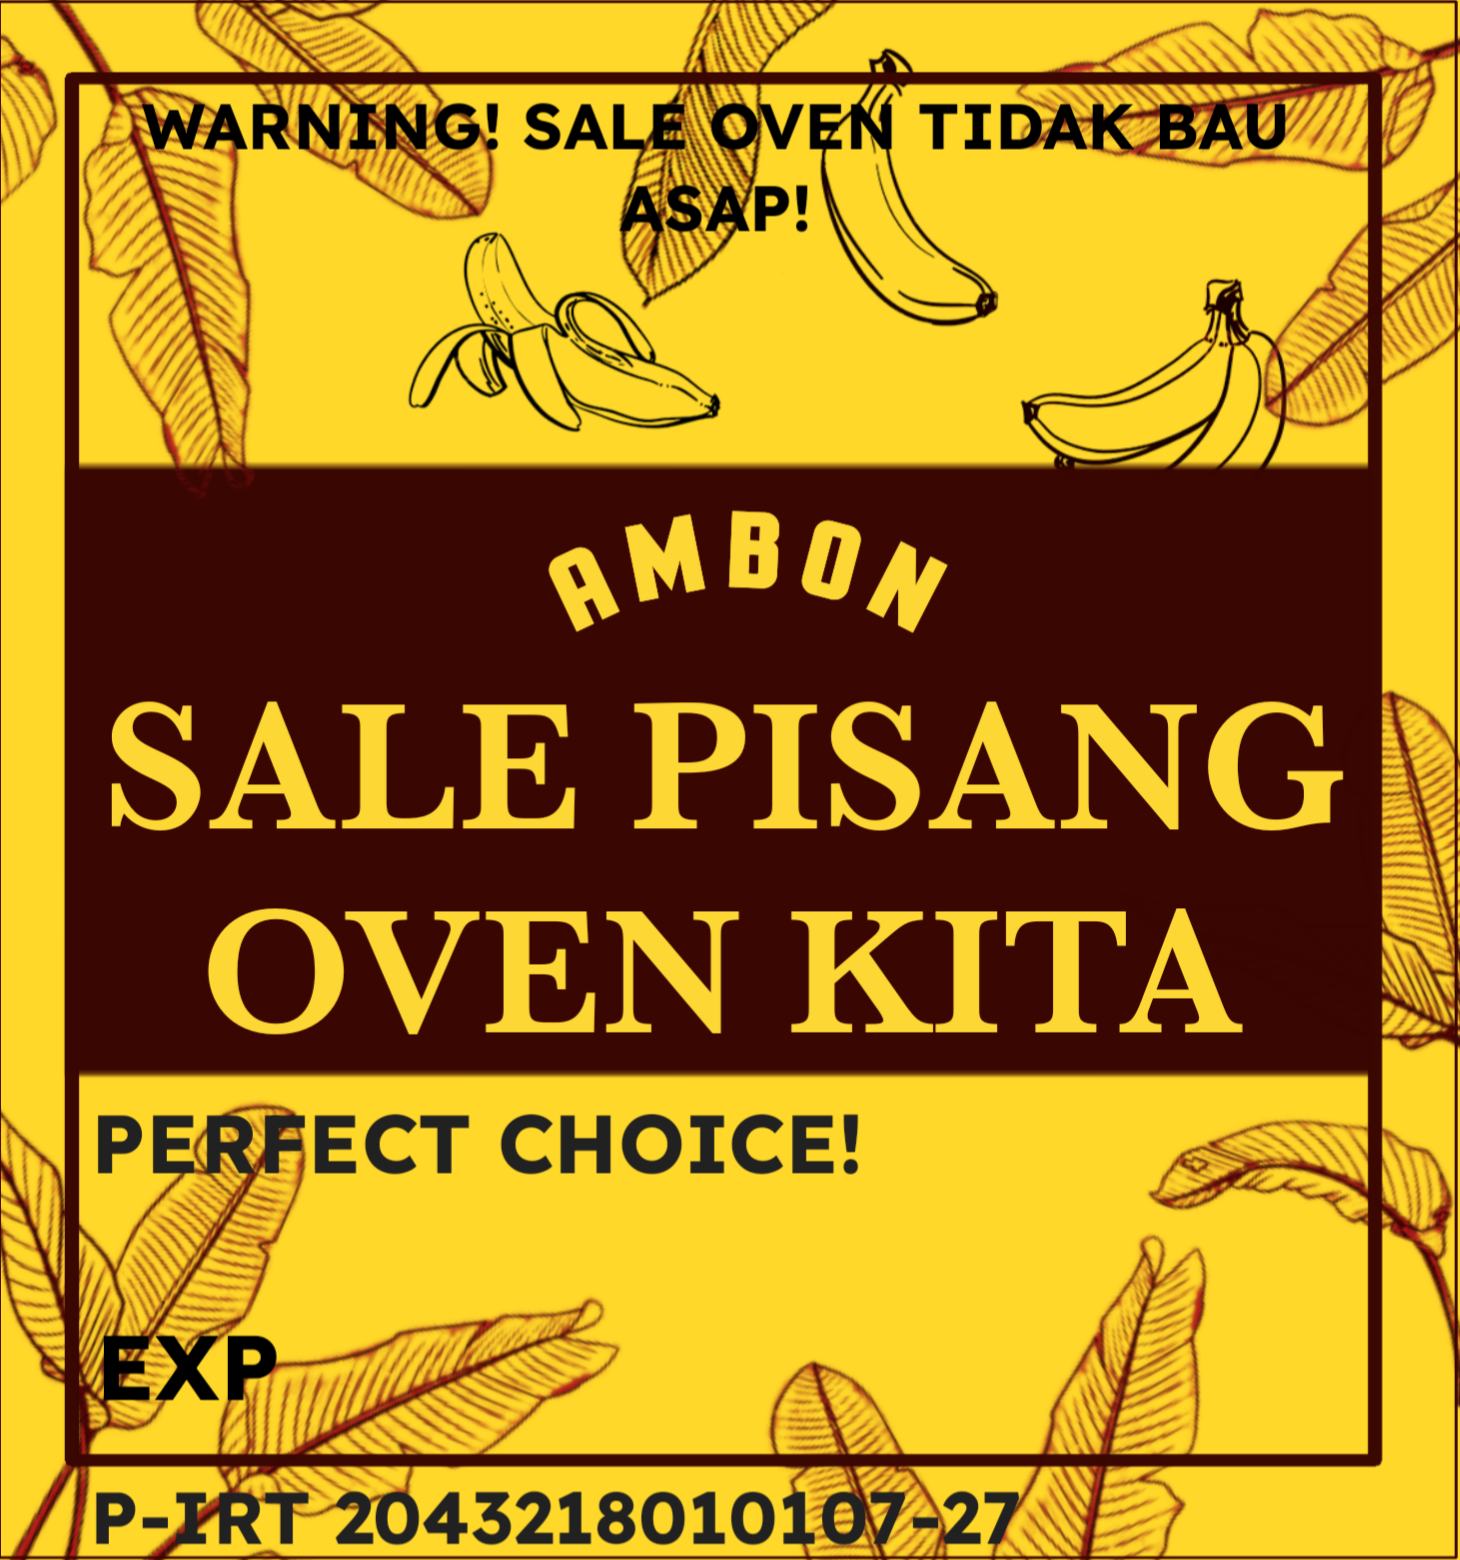 WARNING! SALE OVEN TIDAK BAU
ASAP!
AMBON
SALE PISANG
OVEN KITA
PERFECT CHOICE!
EXP
P-IRT 2043218010107-27